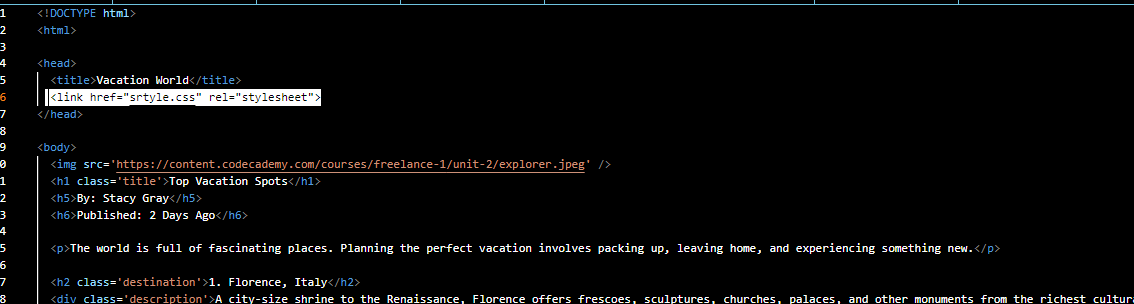 1 <!DOCTYPE html>
2 <html>
3
4 <head>
5 <title>Vacation World</title>
6 <link href="srtyle.css" rel="stylesheet">
7 </head>
8
9 <body>
0 <img src='https://content.codecademy.com/courses/freelance-1/unit-2/explorer.jpeg' />
1 <h1 class='title'>Top Vacation Spots</h1>
2 <h5>By: Stacy Gray</h5>
3 <h6>Published: 2 Days Ago</h6>
4
5 <p>The world is full of fascinating places. Planning the perfect vacation involves packing up, leaving home, and experiencing something new.</p>
6
7 <h2 class='destination'>1. Florence, Italy</h2>
8 <div class='description'>A city-size shrine to the Renaissance, Florence offers frescoes, sculptures, churches, palaces, and other monuments from the richest cultur